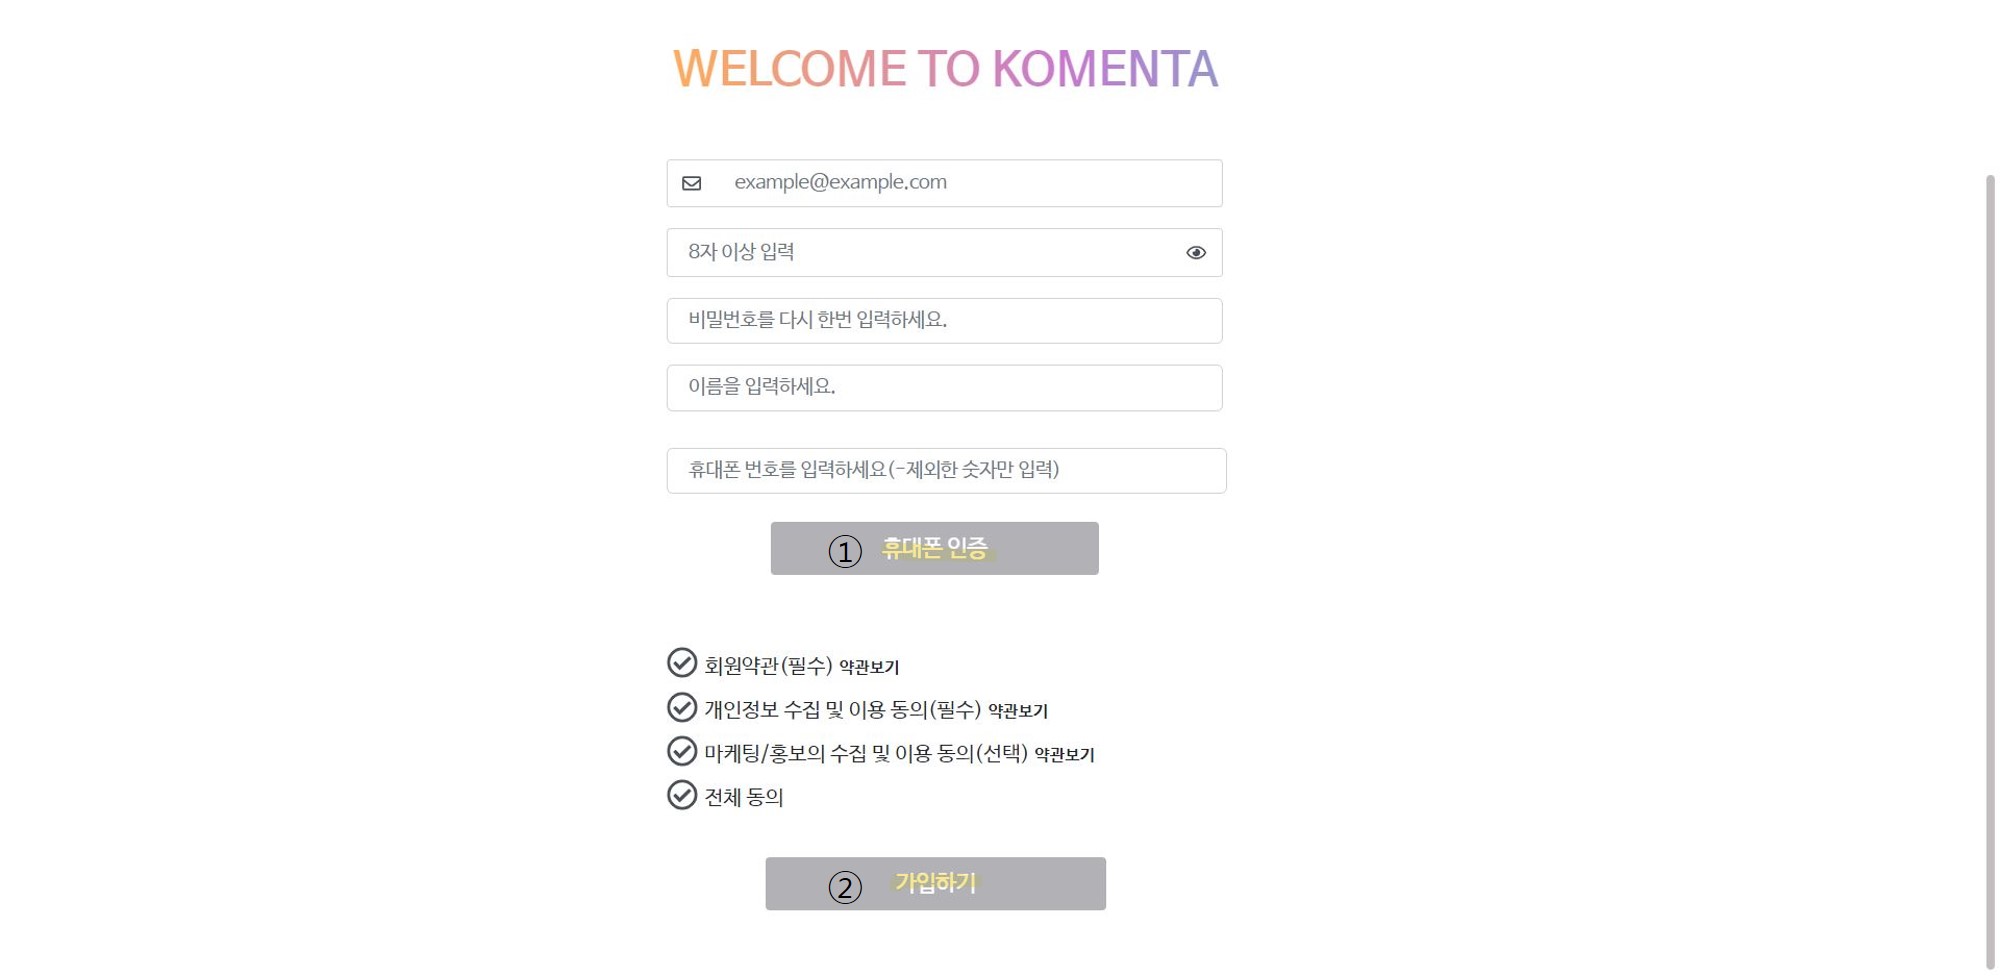 WELCOME TO KOMENTA
example@example.com
8자 이상 입력
비밀번호를 다시 한번 입력하세요.
이름을 입력하세요.
휴대폰 번호를 입력하세요(-제외한 숫자만 입력)
① 휴대폰 인증
회원약관(필수) 약관보기
개인정보 수집 및 이용 동의(필수) 약관보기
마케팅/홍보의 수집 및 이용 동의(선택) 약관보기
전체 동의
② 가입하기